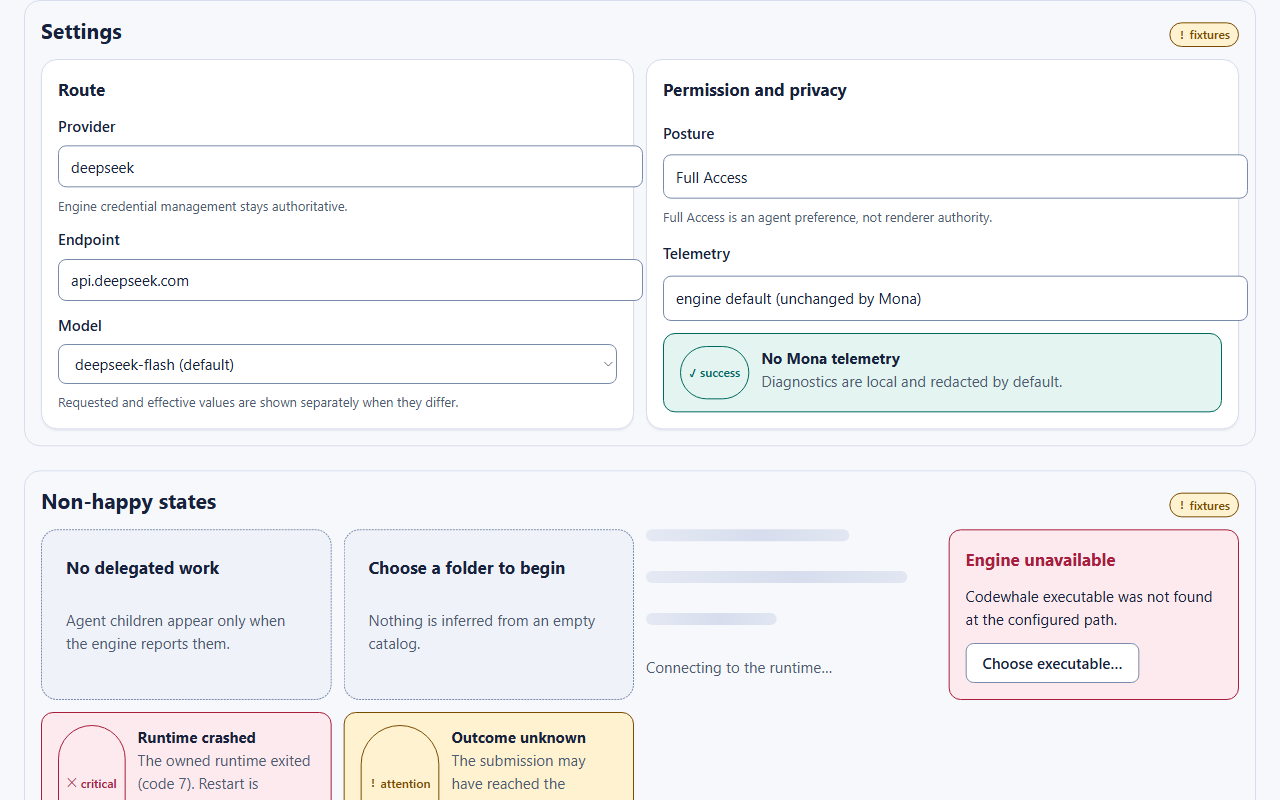 Settings
! fixtures
Route
Provider
deepseek
Engine credential management stays authoritative.
Endpoint
api.deepseek.com
Model
deepseek-flash (default)
Requested and effective values are shown separately when they differ.
Permission and privacy
Posture
Full Access
Full Access is an agent preference, not renderer authority.
Telemetry
engine default (unchanged by Mona)
✓ success
No Mona telemetry
Diagnostics are local and redacted by default.
Non-happy states
! fixtures
No delegated work
Agent children appear only when
the engine reports them.
Choose a folder to begin
Nothing is inferred from an empty
catalog.
Connecting to the runtime…
Engine unavailable
Codewhale executable was not found
at the configured path.
Choose executable…
✕ critical
Runtime crashed
The owned runtime exited
(code 7). Restart is
! attention
Outcome unknown
The submission may
have reached the